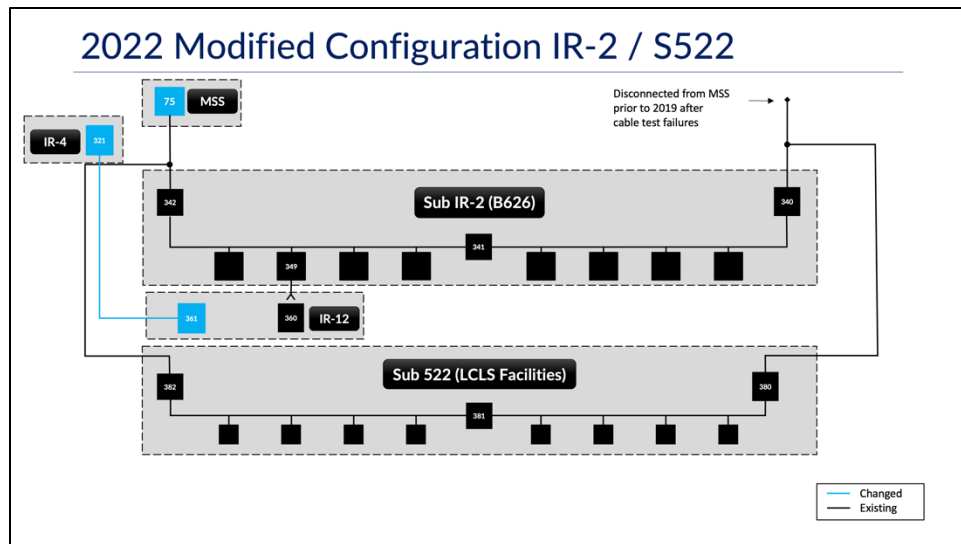 2022 Modified Configuration IR-2 / S522
75
MSS
Disconnected from MSS
prior to 2019 after
cable test failures
IR-4
321
342
Sub IR-2 (B626)
340
341
349
361
360
IR-12
Sub 522 (LCLS Facilities)
382
380
381
Changed
Existing